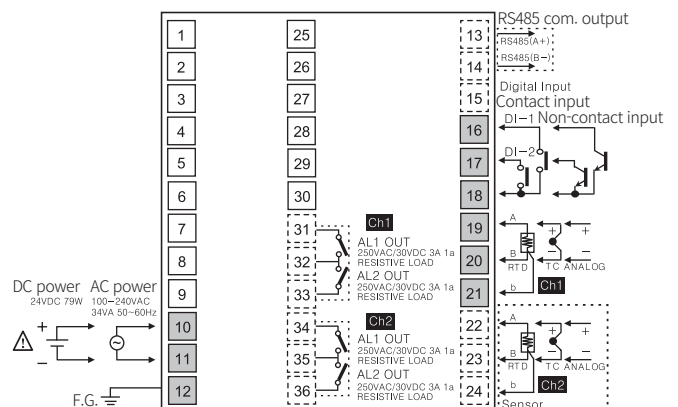 RS485 com. output
1 25 13 RS485(A+)
2 26 14 RS485(B−)
3 27 15
Digital Input
Contact input
DI−1 Non-contact input
4 28 16
5 29 17 DI−2
6 30 18
7 31 19
Ch1
AL1 OUT
250VAC/30VDC 3A 1a
RESISTIVE LOAD
A + +
8 32 20
AL2 OUT
250VAC/30VDC 3A 1a
RESISTIVE LOAD
B − −
RTD TC ANALOG
9 33 21
b Ch1
DC power AC power
24VDC 79W 100−240VAC
34VA 50~60Hz
10 34 22
Ch2
AL1 OUT
250VAC/30VDC 3A 1a
RESISTIVE LOAD
A + +
+
−
11 35 23
AL2 OUT
250VAC/30VDC 3A 1a
RESISTIVE LOAD
B − −
RTD TC ANALOG
12 36 24
b Ch2
F.G.
Sensor